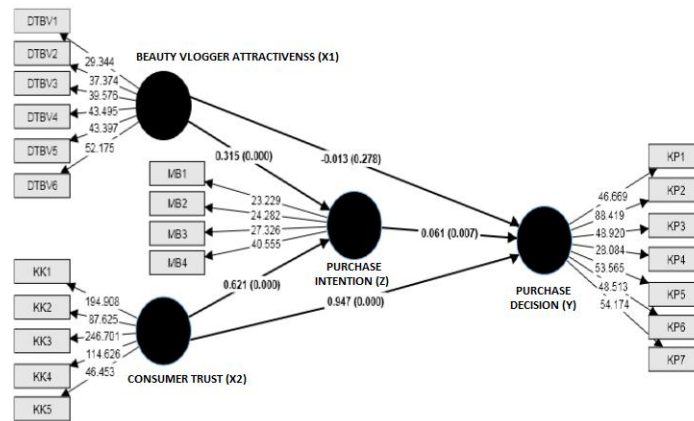 DTBV1
DTBV2
DTBV3
DTBV4
DTBV5
DTBV6
29.344
37.374
39.576
43.495
43.397
52.175
BEAUTY VLOGGER ATTRACTIVENSS (X1)
0.315 (0.000)
-0.013 (0.278)
MB1
MB2
MB3
MB4
23.229
24.282
27.326
40.555
0.061 (0.007)
PURCHASE
INTENTION (Z)
0.621 (0.000)
0.947 (0.000)
KK1
KK2
KK3
KK4
KK5
194.908
87.625
246.701
114.626
46.453
CONSUMER TRUST (X2)
PURCHASE
DECISION (Y)
46.669
88.419
48.920
28.084
53.565
48.513
54.174
KP1
KP2
KP3
KP4
KP5
KP6
KP7